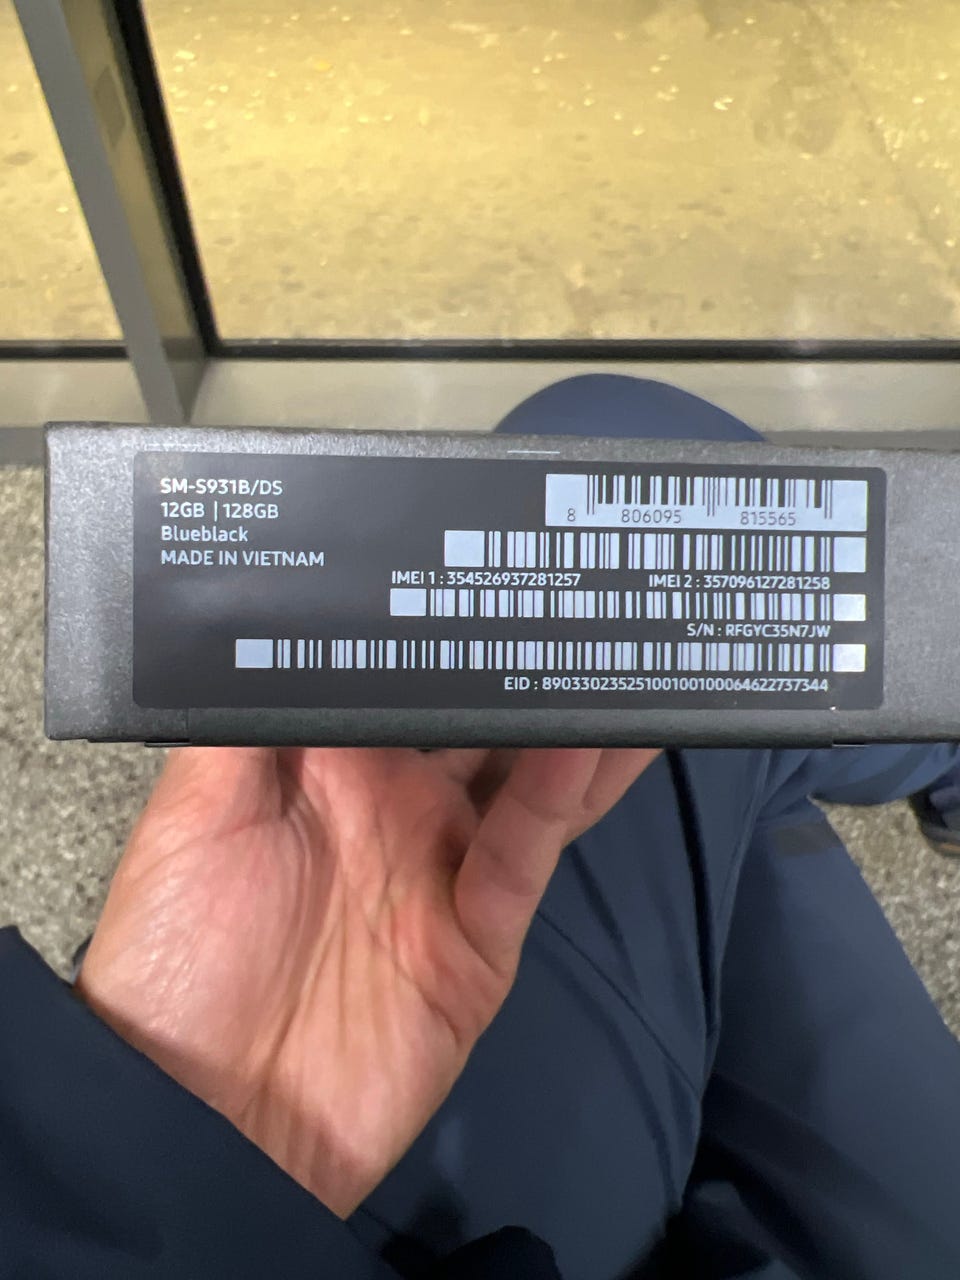 SM-S931B/DS
12GB | 128GB
Blueblack
MADE IN VIETNAM
8 806095 815565
IMEI 1 : 354526937281257 IMEI 2 : 357096127281258
S/N : RFGYC35N7JW
EID : 89033023525100100100064622737344